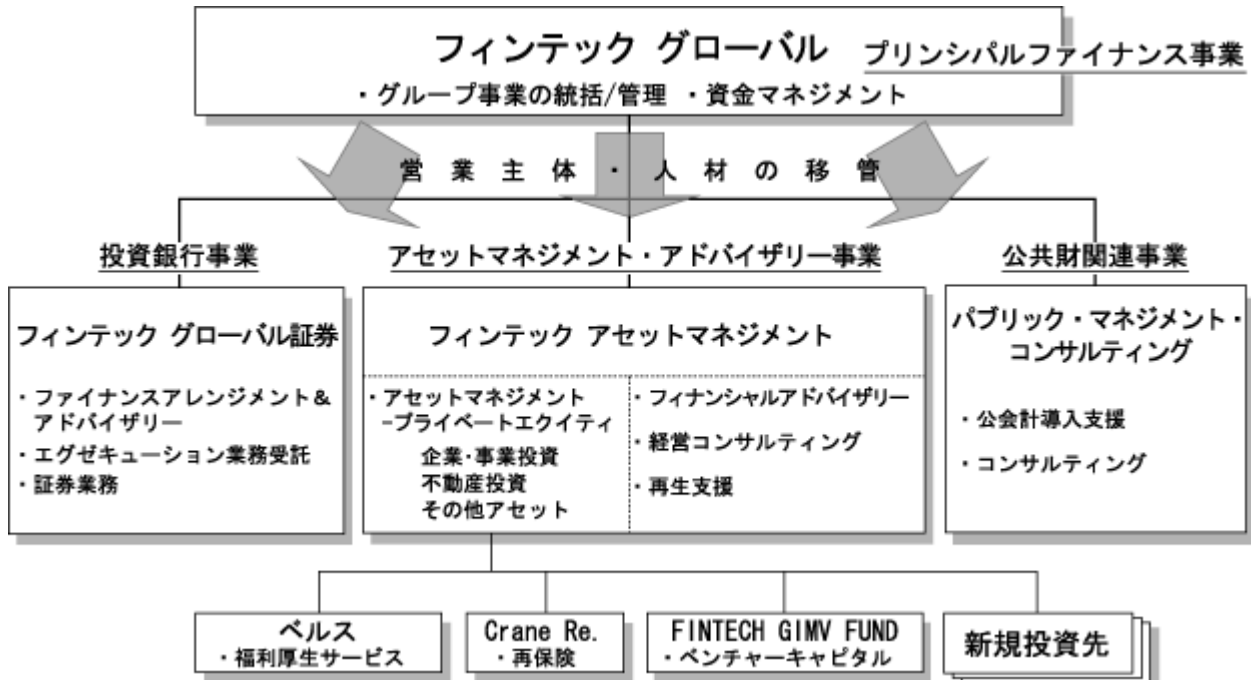 フィンテック グローバル
プリンシパルファイナンス事業
・グループ事業の統括/管理 ・資金マネジメント
営業主体・人材の移管
投資銀行事業
アセットマネジメント・アドバイザリー事業
公共財関連事業
フィンテック グローバル証券
・ファイナンスアレンジメント&
アドバイザリー
・エグゼキューション業務受託
・証券業務
フィンテック アセットマネジメント
・アセットマネジメント
-プライベートエクイティ
企業・事業投資
不動産投資
その他アセット
・フィナンシャルアドバイザリー
・経営コンサルティング
・再生支援
パブリック・マネジメント・
コンサルティング
・公会計導入支援
・コンサルティング
ベルス
・福利厚生サービス
Crane Re.
・再保険
FINTECH GIMV FUND
・ベンチャーキャピタル
新規投資先